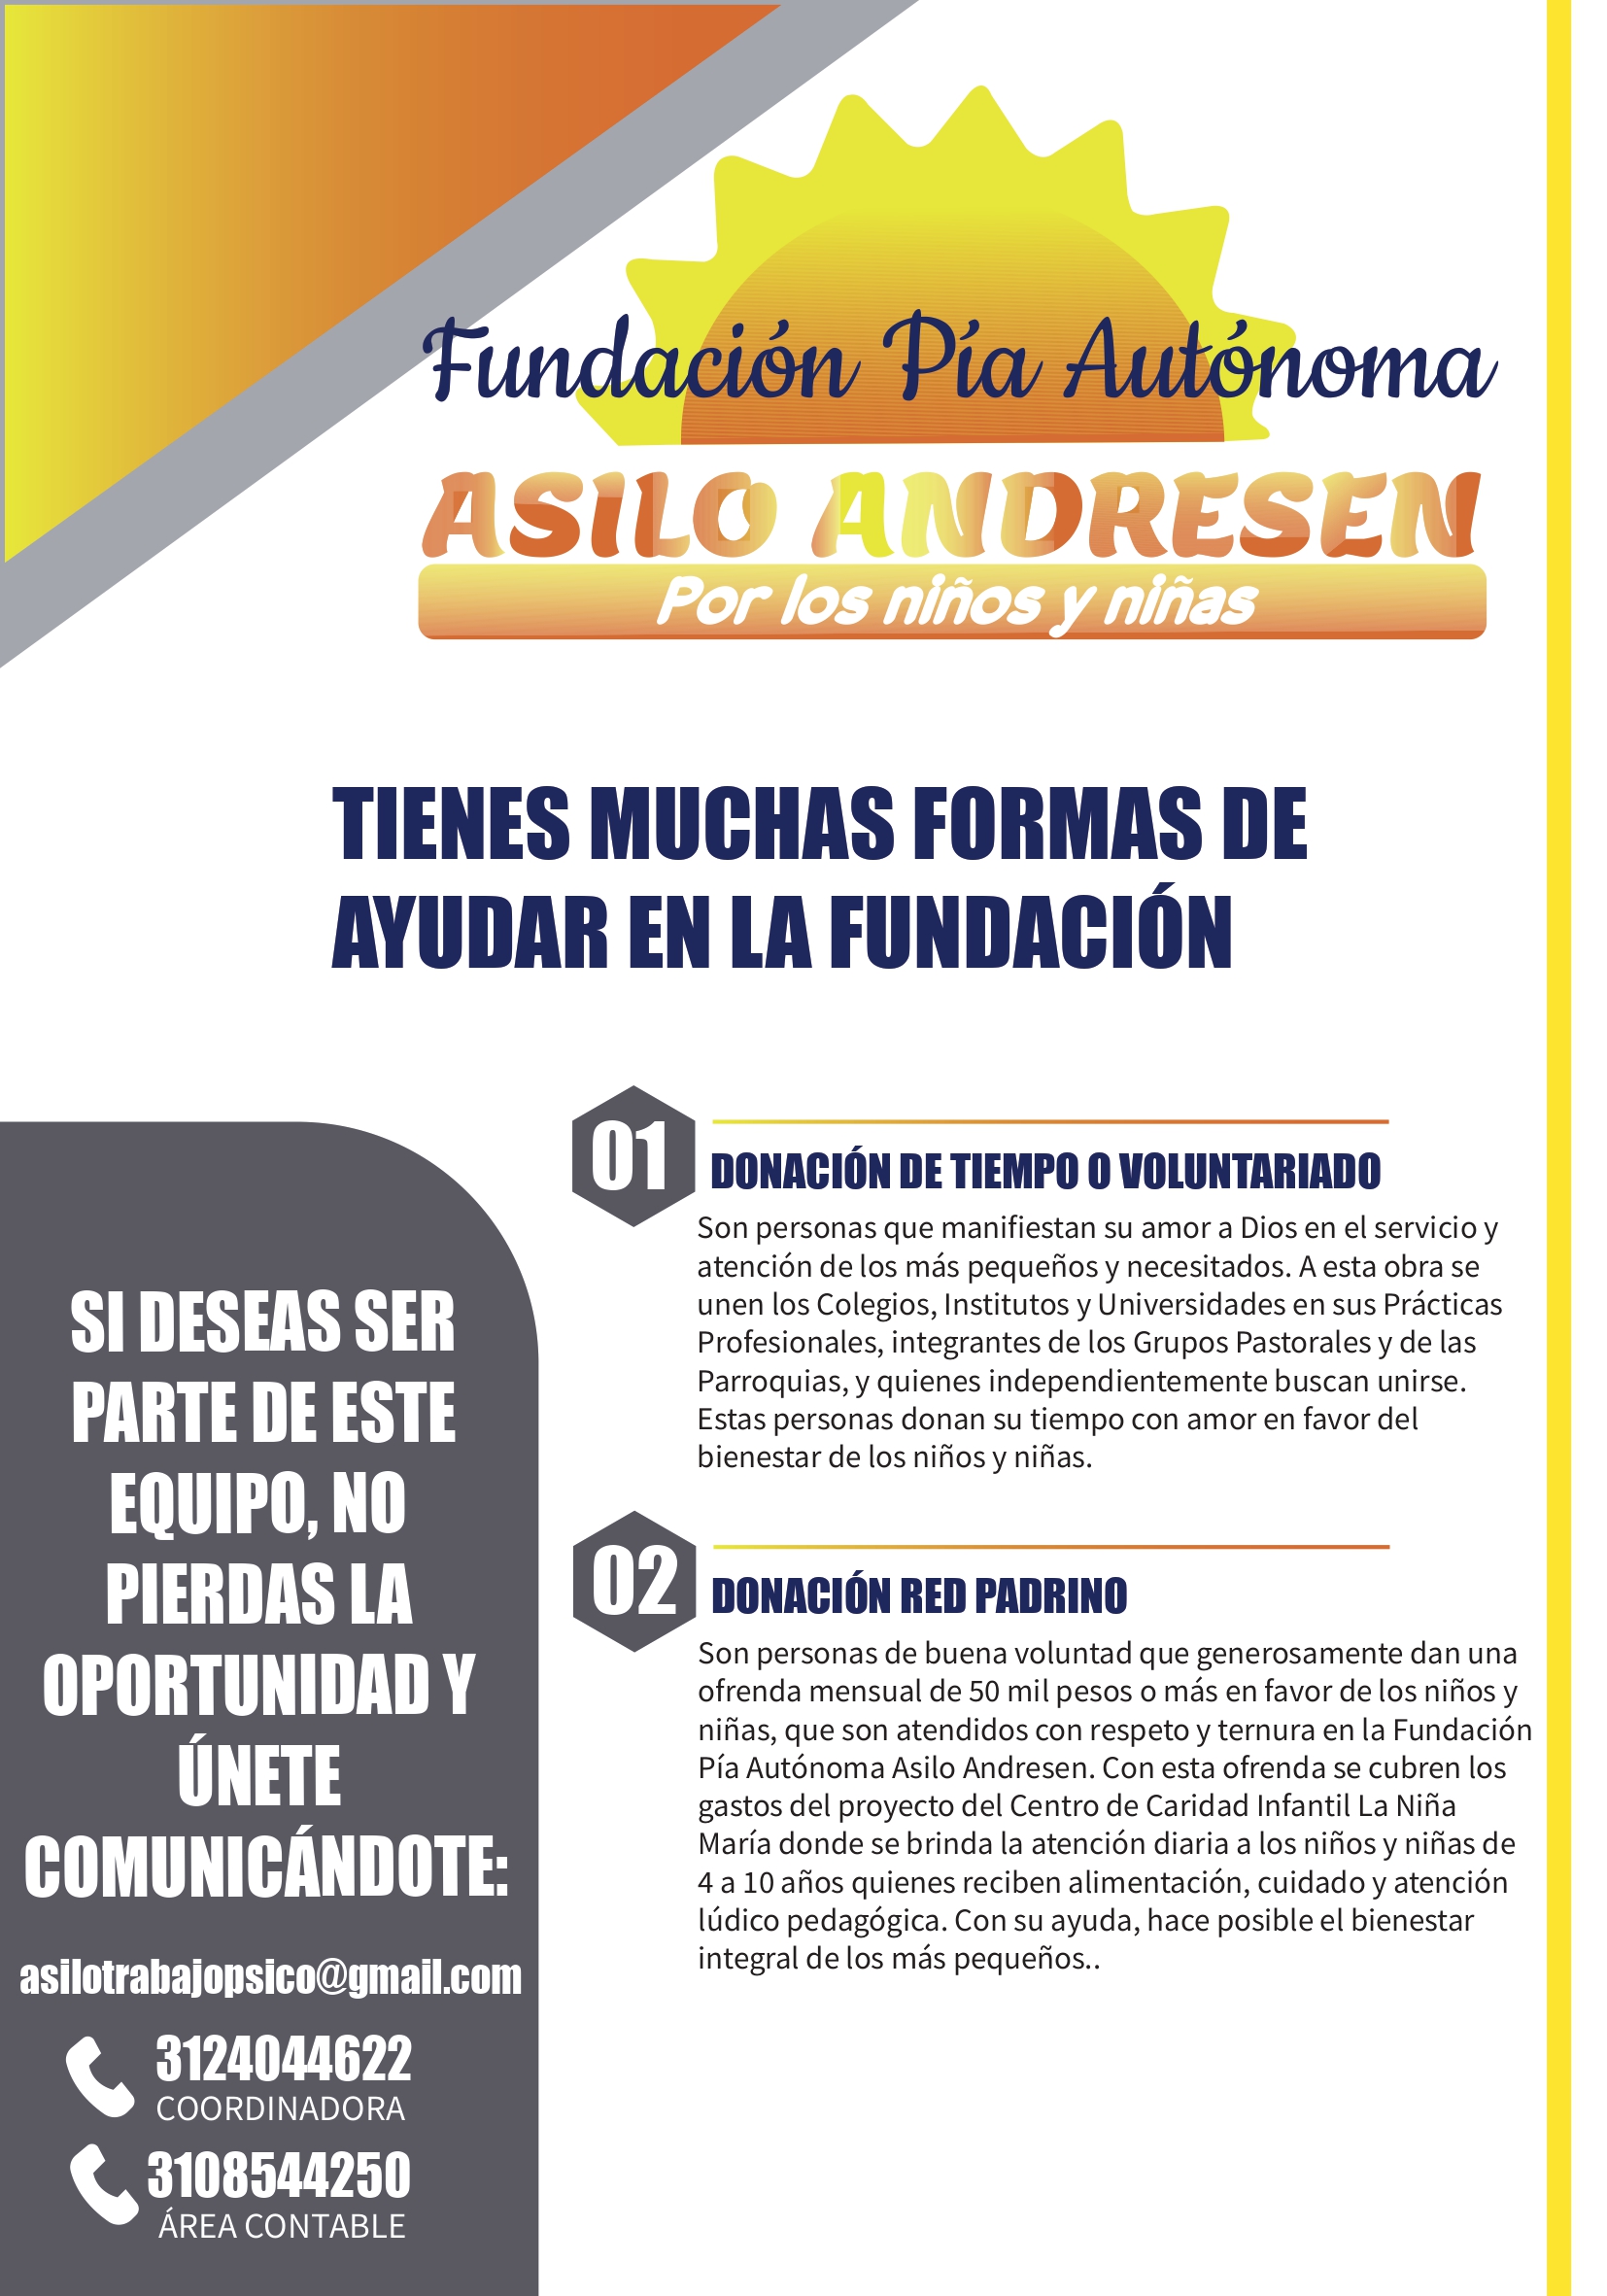 Fundación Pía Autónoma
ASILO ANDRESEN
Por los niños y niñas
TIENES MUCHAS FORMAS DE
AYUDAR EN LA FUNDACIÓN
01
DONACIÓN DE TIEMPO O VOLUNTARIADO
Son personas que manifiestan su amor a Dios en el servicio y
atención de los más pequeños y necesitados. A esta obra se
unen los Colegios, Institutos y Universidades en sus Prácticas
Profesionales, integrantes de los Grupos Pastorales y de las
Parroquias, y quienes independientemente buscan unirse.
Estas personas donan su tiempo con amor en favor del
bienestar de los niños y niñas.
02
DONACIÓN RED PADRINO
Son personas de buena voluntad que generosamente dan una
ofrenda mensual de 50 mil pesos o más en favor de los niños y
niñas, que son atendidos con respeto y ternura en la Fundación
Pía Autónoma Asilo Andresen. Con esta ofrenda se cubren los
gastos del proyecto del Centro de Caridad Infantil La Niña
María donde se brinda la atención diaria a los niños y niñas de
4 a 10 años quienes reciben alimentación, cuidado y atención
lúdico pedagógica. Con su ayuda, hace posible el bienestar
integral de los más pequeños..
SI DESEAS SER
PARTE DE ESTE
EQUIPO, NO
PIERDAS LA
OPORTUNIDAD Y
ÚNETE
COMUNICÁNDOTE:
asilotrabajopsico@gmail.com
3124044622
COORDINADORA
3108544250
ÁREA CONTABLE